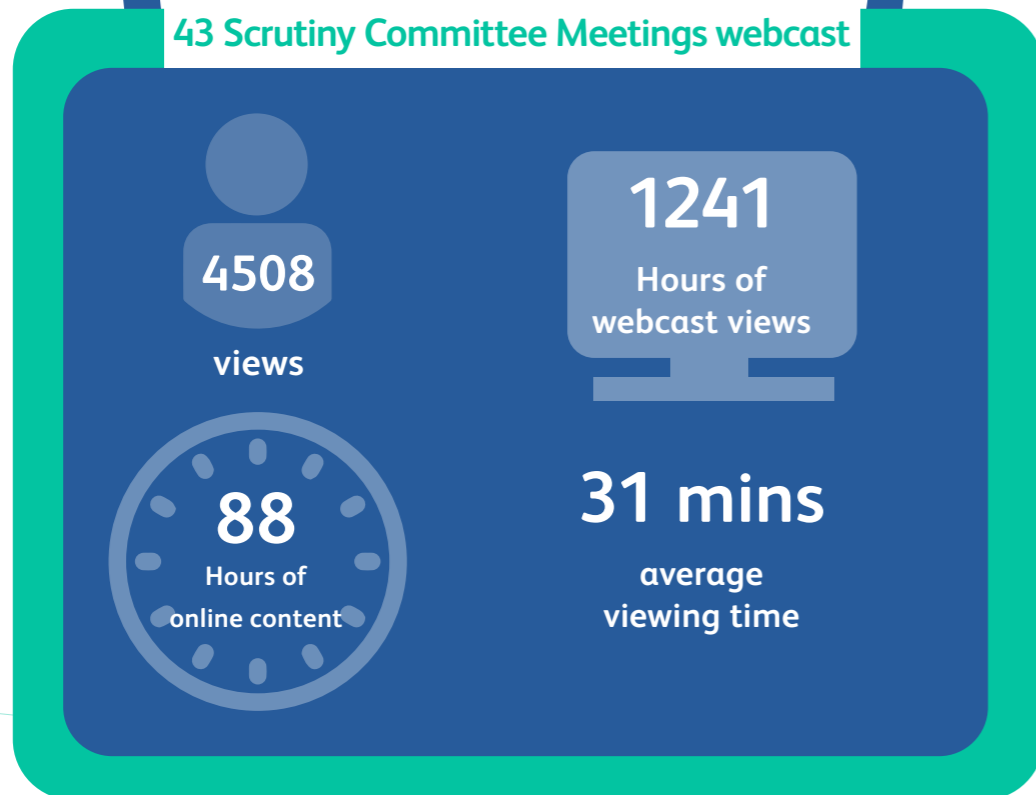 43 Scrutiny Committee Meetings webcast
4508
views
1241
Hours of
webcast views
88
Hours of
online content
31 mins
average
viewing time